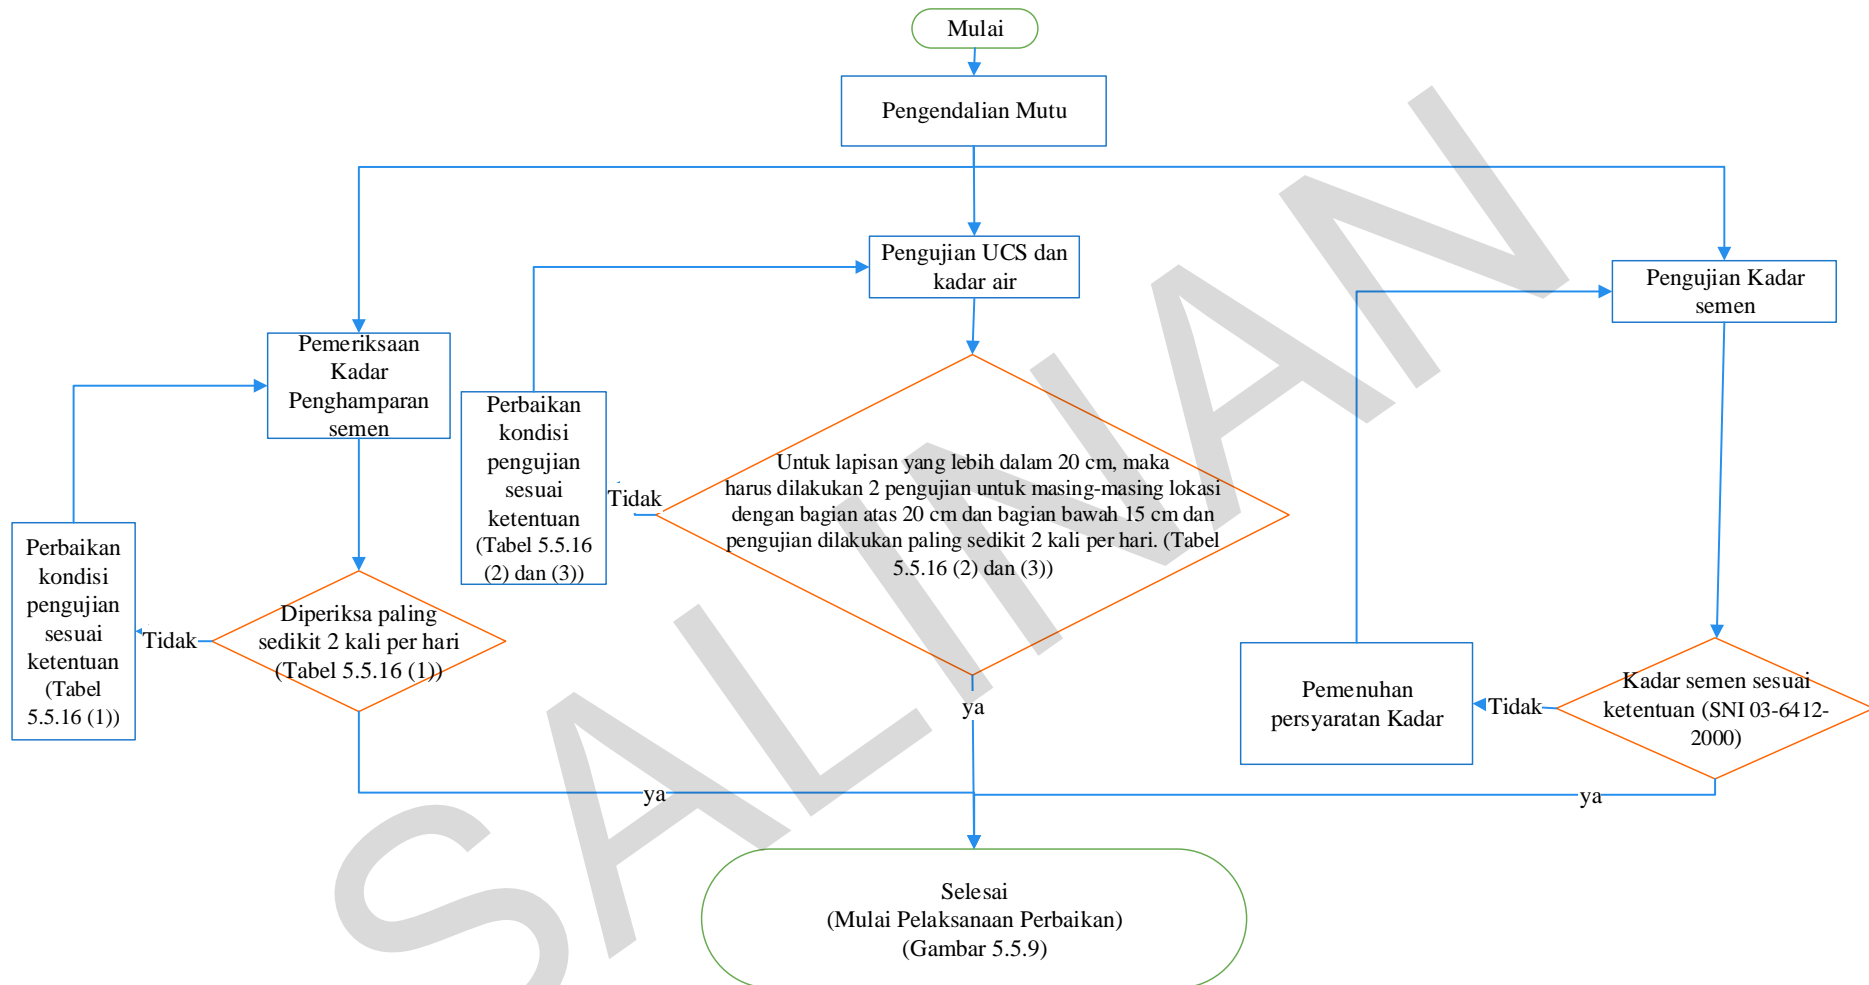 Mulai
Pengendalian Mutu
Pengujian UCS dan
kadar air
Pengujian Kadar
semen
Pemeriksaan
Kadar
Penghamparan
semen
Perbaikan
kondisi
pengujian
sesuai
ketentuan
(Tabel 5.5.16
(2) dan (3))
Tidak
Untuk lapisan yang lebih dalam 20 cm, maka
harus dilakukan 2 pengujian untuk masing-masing lokasi
dengan bagian atas 20 cm dan bagian bawah 15 cm dan
pengujian dilakukan paling sedikit 2 kali per hari. (Tabel
5.5.16 (2) dan (3))
Perbaikan
kondisi
pengujian
sesuai
ketentuan
(Tabel
5.5.16 (1))
Tidak
Diperiksa paling
sedikit 2 kali per hari
(Tabel 5.5.16 (1))
Pemenuhan
persyaratan Kadar
Tidak
Kadar semen sesuai
ketentuan (SNI 03-6412-
2000)
ya
ya
ya
Selesai
(Mulai Pelaksanaan Perbaikan)
(Gambar 5.5.9)
SALINAN